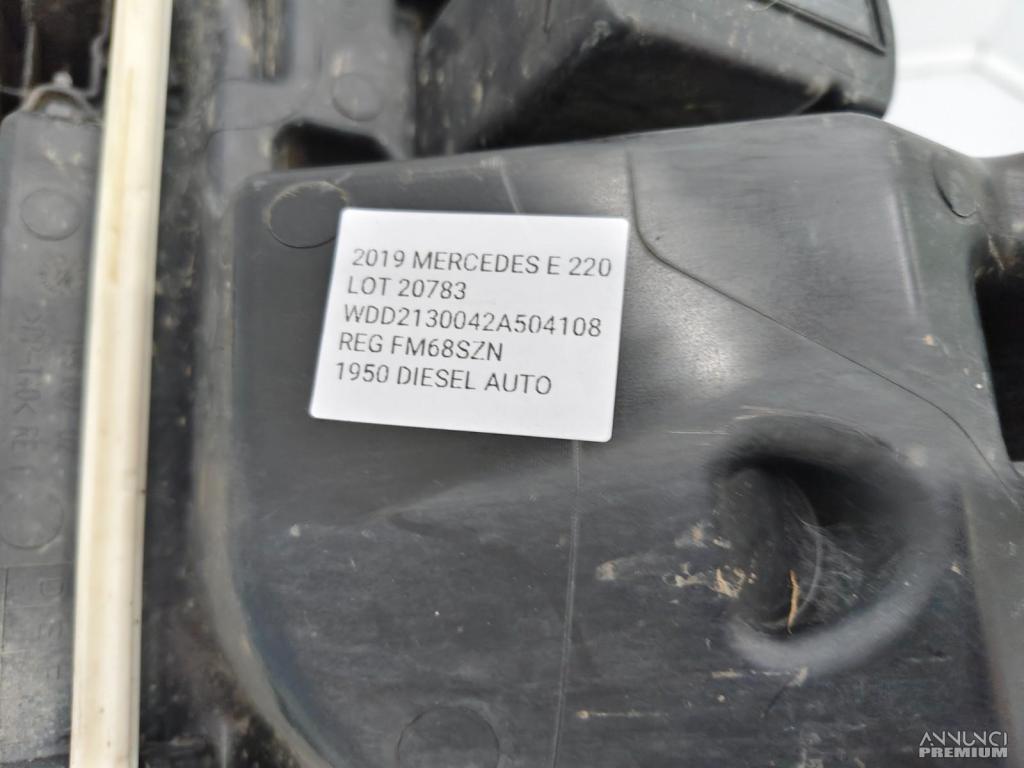 2019 MERCEDES E 220
LOT 20783
WDD2130042A504108
REG FM68SZN
1950 DIESEL AUTO
ANNUNCI
PREMIUM